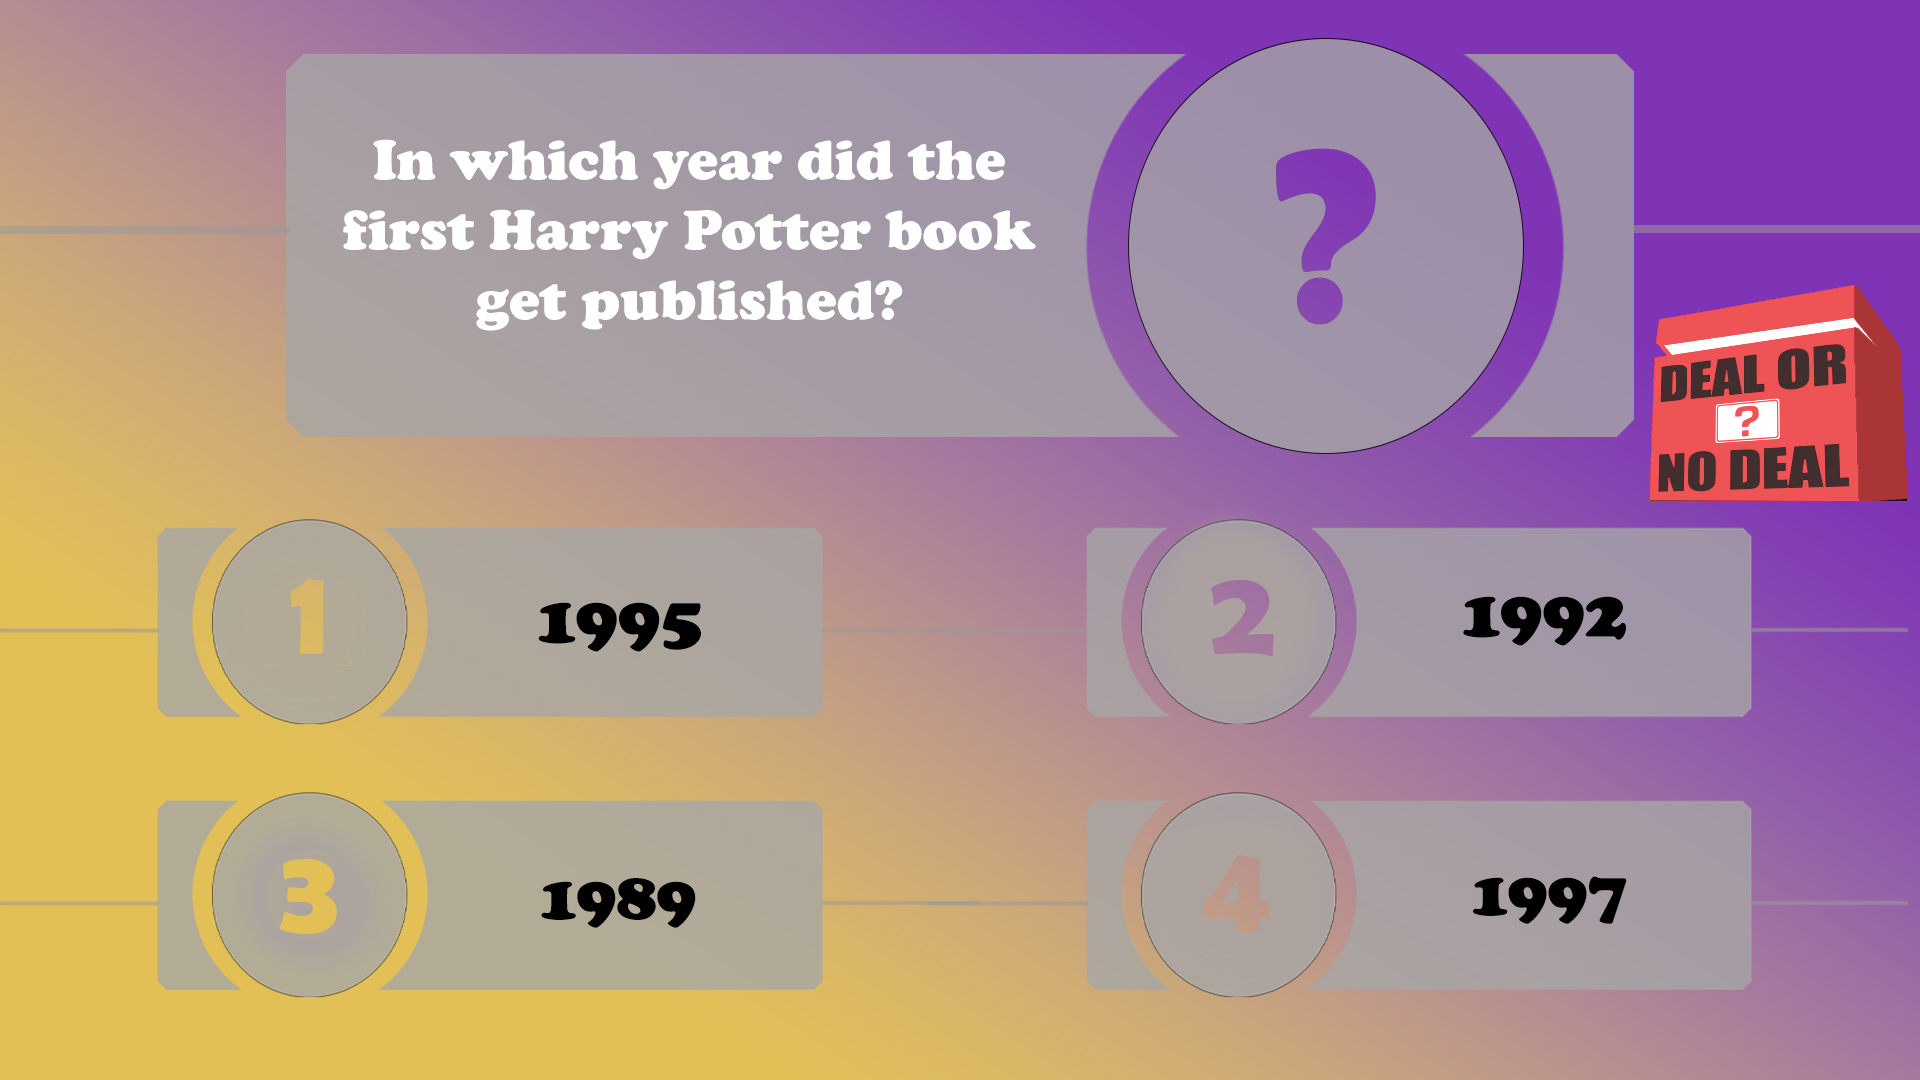 In which year did the
first Harry Potter book
get published?
?
DEAL OR
?
NO DEAL
1
1995
2
1992
3
1989
4
1997